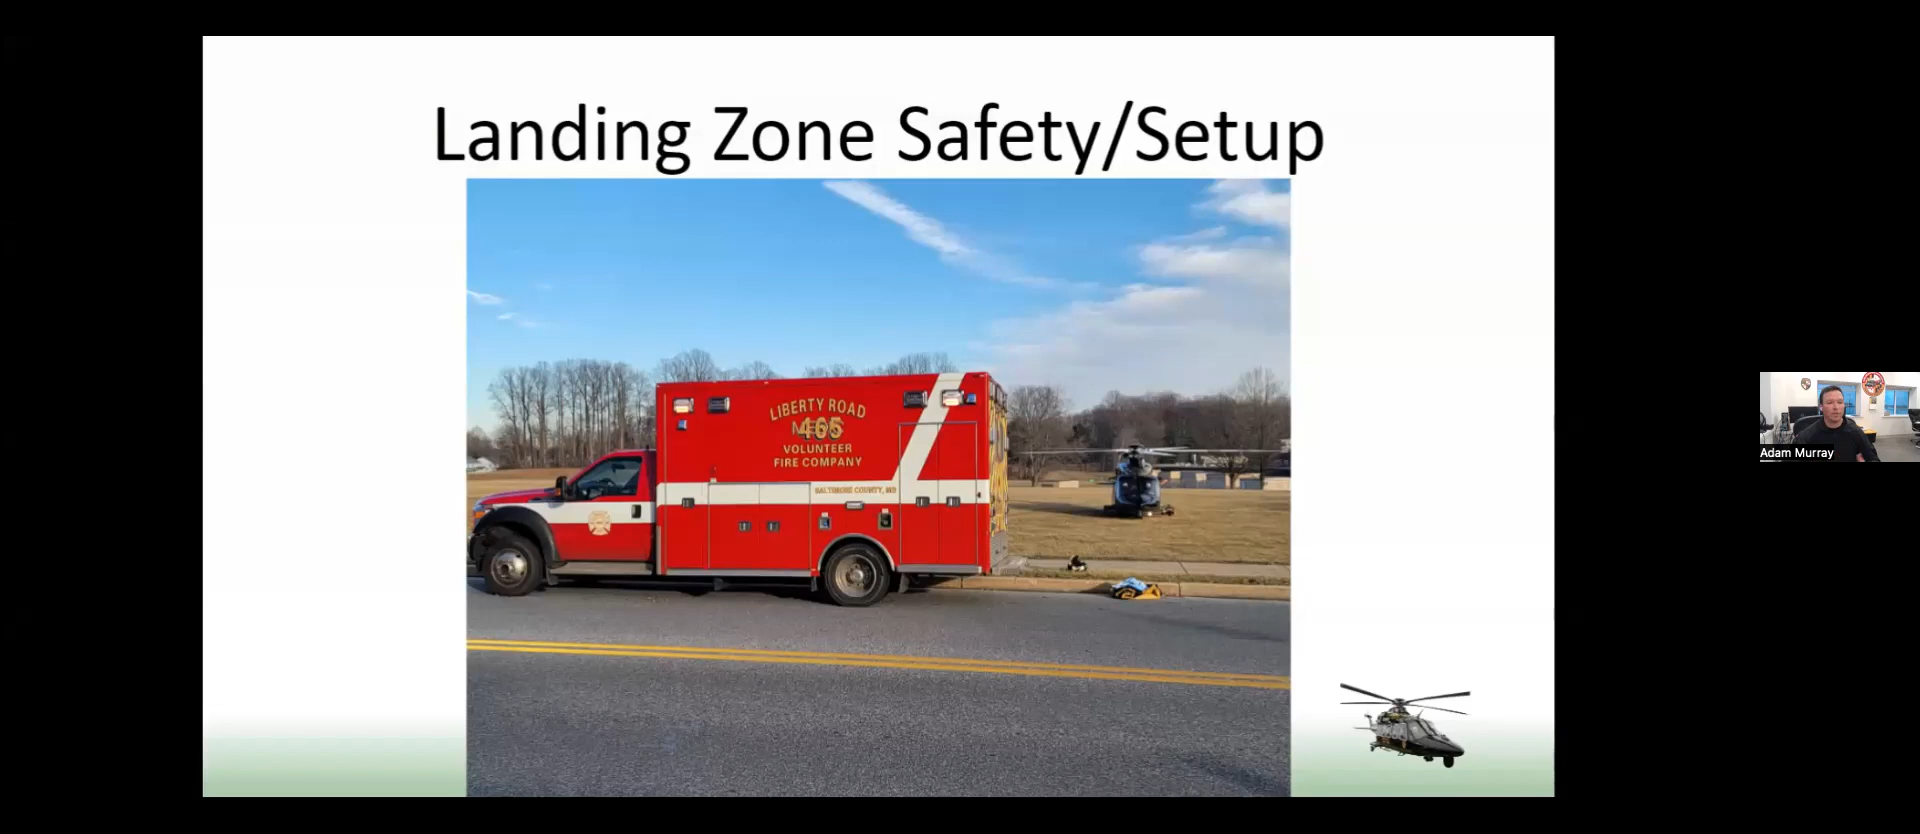 Landing Zone Safety/Setup
LIBERTY ROAD
465
VOLUNTEER
FIRE COMPANY
BALTIMORE COUNTY, MD
Adam Murray